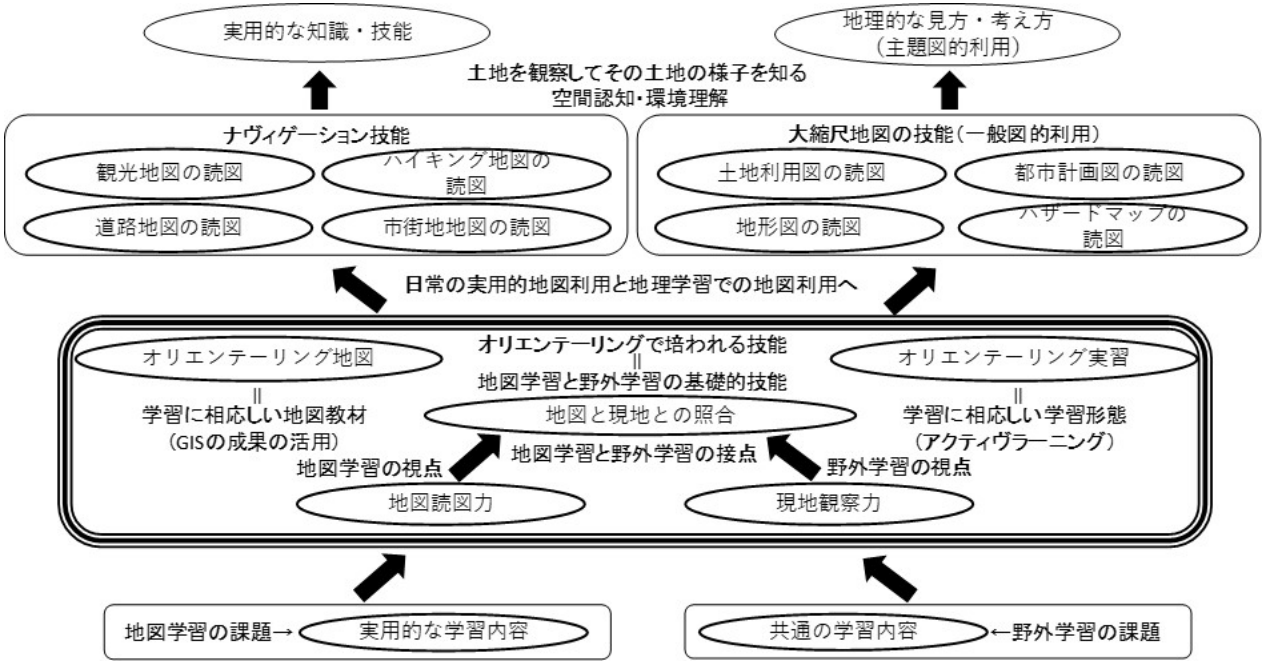 実用的な知識・技能
地理的な見方・考え方
(主題図的利用)
土地を観察してその土地の様子を知る
空間認知・環境理解
ナヴィゲーション技能
観光地図の読図
ハイキング地図の
読図
道路地図の読図
市街地地図の読図
大縮尺地図の技能(一般図的利用)
土地利用図の読図
都市計画図の読図
地形図の読図
ハザードマップの
読図
日常の実用的地図利用と地理学習での地図利用へ
オリエンテーリングで培われる技能
=
地図学習と野外学習の基礎的技能
オリエンテーリング地図
=
学習に相応しい地図教材
(GISの成果の活用)
オリエンテーリング実習
=
学習に相応しい学習形態
(アクティヴラーニング)
地図と現地との照合
地図学習の視点
地図学習と野外学習の接点
野外学習の視点
地図読図力
現地観察力
地図学習の課題→
実用的な学習内容
共通の学習内容
←野外学習の課題